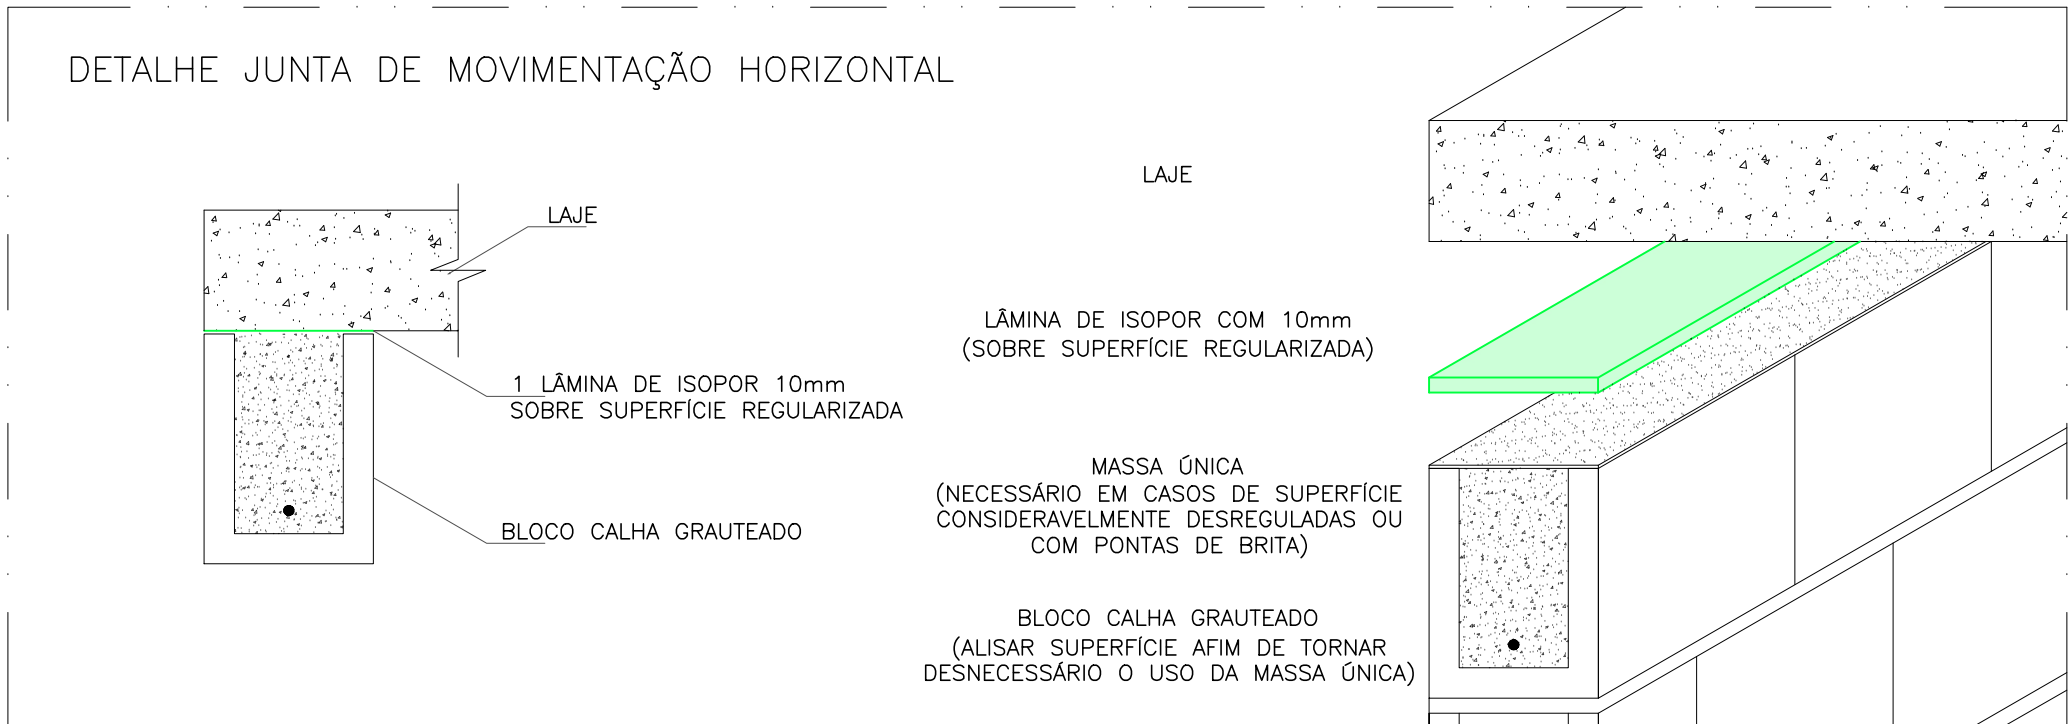 DETALHE JUNTA DE MOVIMENTAÇÃO HORIZONTAL
LAJE
1 LÂMINA DE ISOPOR 10mm
SOBRE SUPERFÍCIE REGULARIZADA
BLOCO CALHA GRAUTEADO
LAJE
LÂMINA DE ISOPOR COM 10mm
(SOBRE SUPERFÍCIE REGULARIZADA)
MASSA ÚNICA
(NECESSÁRIO EM CASOS DE SUPERFÍCIE
CONSIDERAVELMENTE DESREGULADAS OU
COM PONTAS DE BRITA)
BLOCO CALHA GRAUTEADO
(ALISAR SUPERFÍCIE AFIM DE TORNAR
DESNECESSÁRIO O USO DA MASSA ÚNICA)